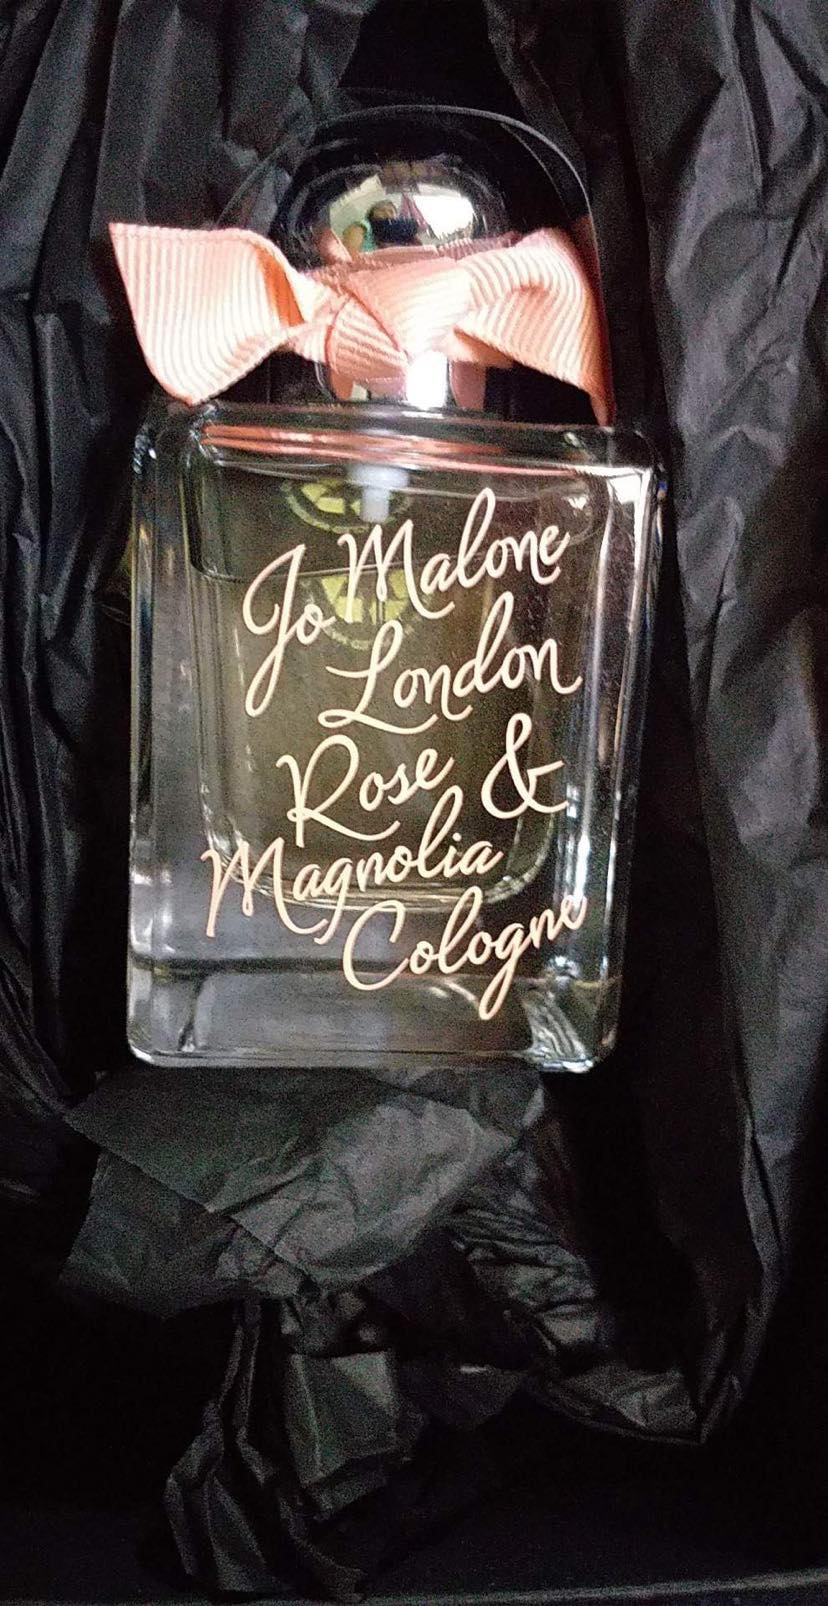 Jo Malone
London
Rose &
Magnolia
Cologne